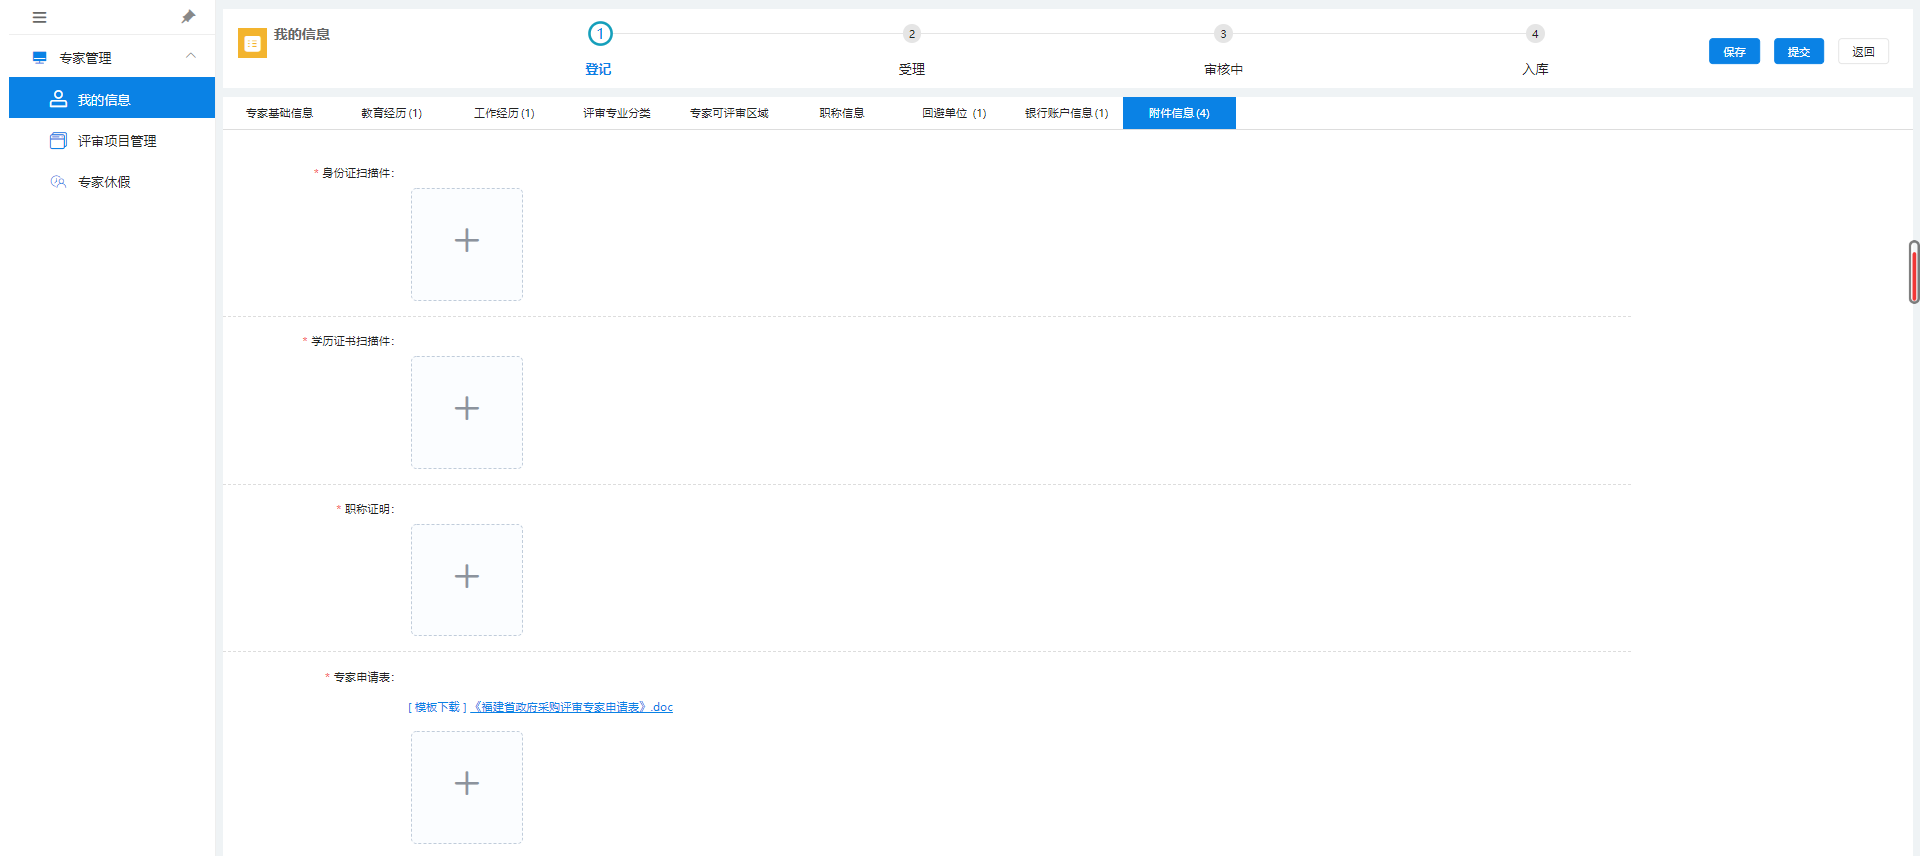 专家管理
我的信息
评审项目管理
专家休假
我的信息
1
2
3
4
登记
受理
审核中
入库
保存
提交
返回
专家基础信息
教育经历(1)
工作经历(1)
评审专业分类
专家可评审区域
职称信息
回避单位 (1)
银行账户信息(1)
附件信息(4)
* 身份证扫描件:
* 学历证书扫描件:
* 职称证明:
* 专家申请表:
[ 模板下载 ] 《福建省政府采购评审专家申请表》.doc